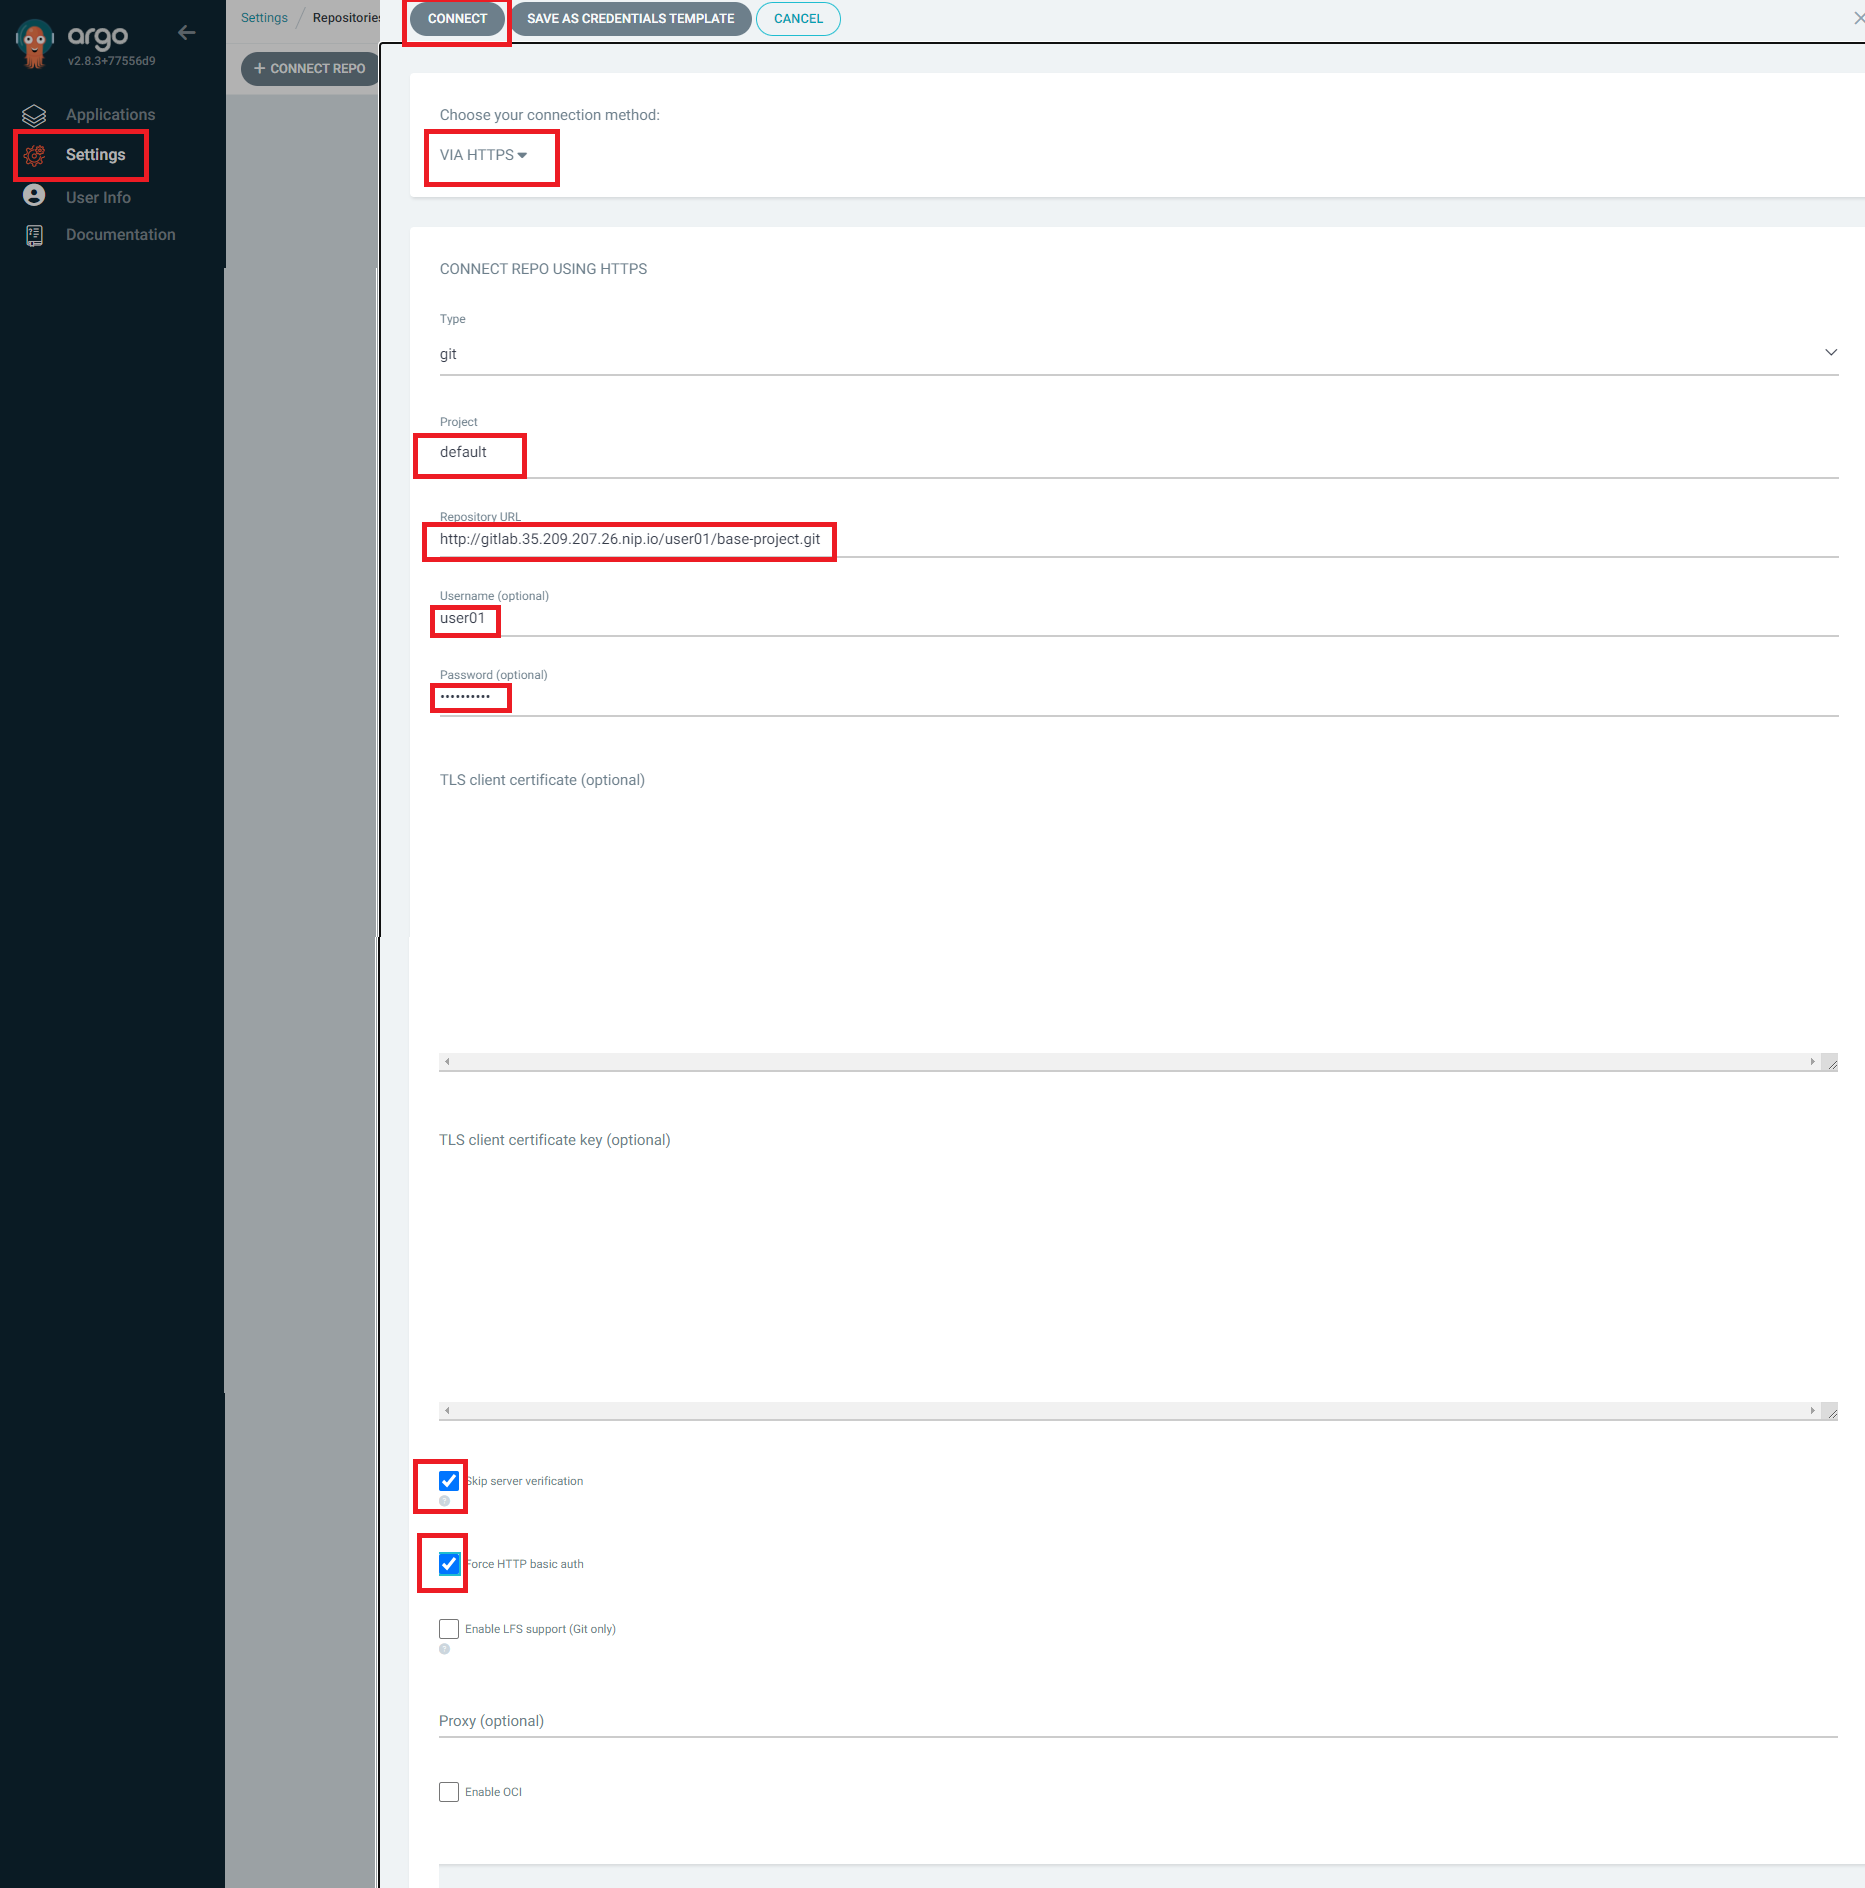 argo
v2.8.3+77556d9
Applications
Settings
User Info
Documentation
Settings / Repositories
+ CONNECT REPO
CONNECT
SAVE AS CREDENTIALS TEMPLATE
CANCEL
Choose your connection method:
VIA HTTPS
CONNECT REPO USING HTTPS
Type
git
Project
default
Repository URL
http://gitlab.35.209.207.26.nip.io/user01/base-project.git
Username (optional)
user01
Password (optional)
••••••••••
TLS client certificate (optional)
TLS client certificate key (optional)
Skip server verification
Force HTTP basic auth
Enable LFS support (Git only)
Proxy (optional)
Enable OCI